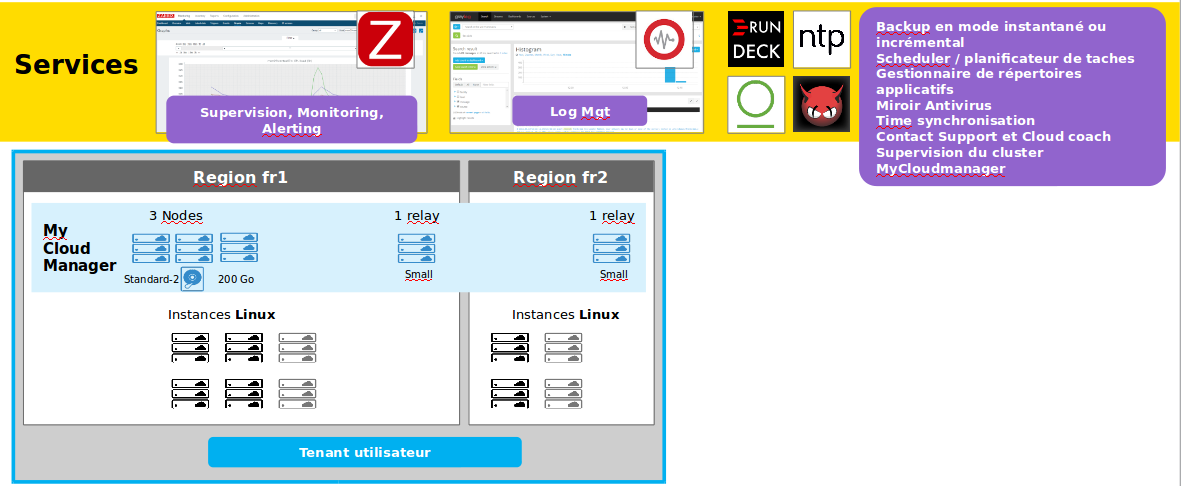 Services
ZABBIX
Z
Supervision, Monitoring,
Alerting
Histogram
Log Mgt
RUN
DECK
ntp
Backup en mode instantané ou
incrémental
Scheduler / planificateur de taches
Gestionnaire de répertoires
applicatifs
Miroir Antivirus
Time synchronisation
Contact Support et Cloud coach
Supervision du cluster
MyCloudmanager
Region fr1
Region fr2
My
Cloud
Manager
3 Nodes
1 relay
1 relay
Standard-2
200 Go
Small
Small
Instances Linux
Instances Linux
Tenant utilisateur